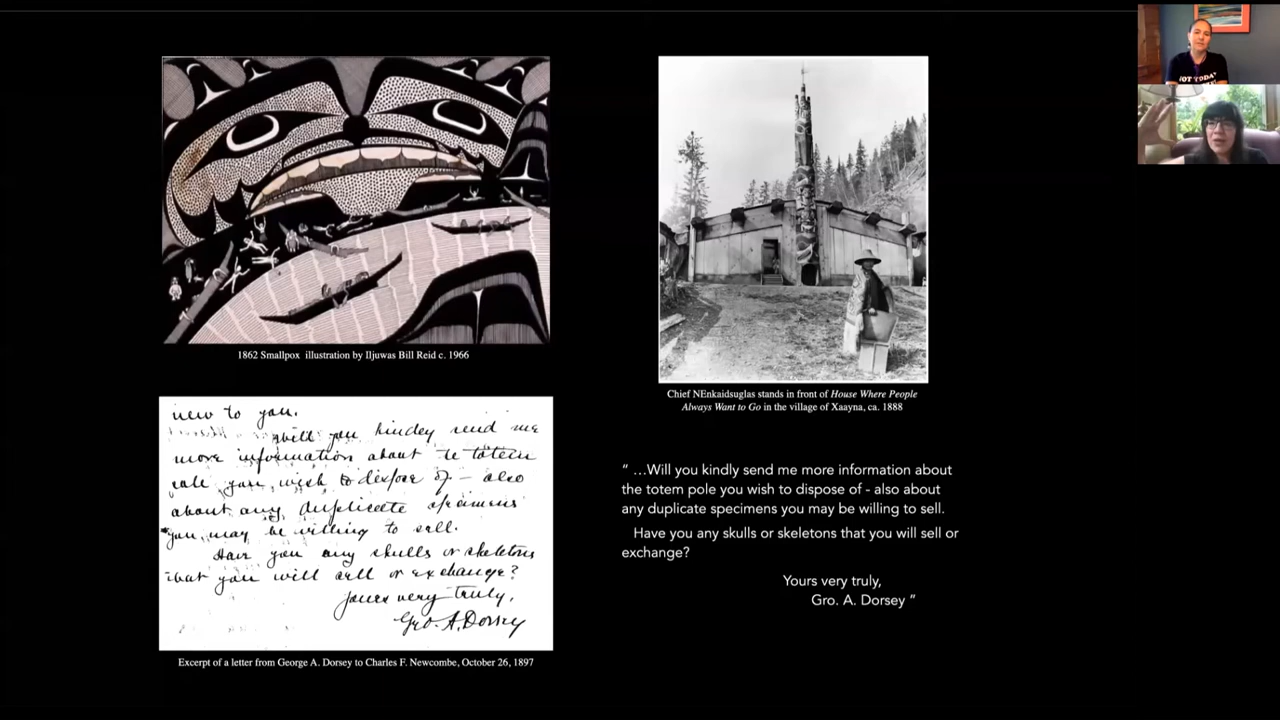 1862 Smallpox illustration by Iljuwas Bill Reid c. 1966
new to you.
will you kindly send me
more information about the totem
pole you wish to dispose of - also
about any duplicate specimens
you may be willing to sell.
Have you any skulls or skeletons
that you will sell or exchange?
yours very truly,
Gro. A. Dorsey
Excerpt of a letter from George A. Dorsey to Charles F. Newcombe, October 26, 1897
Chief NEnkaidsuglas stands in front of House Where People
Always Want to Go in the village of Xaayna, ca. 1888
“ …Will you kindly send me more information about
the totem pole you wish to dispose of - also about
any duplicate specimens you may be willing to sell.
Have you any skulls or skeletons that you will sell or
exchange?
Yours very truly,
Gro. A. Dorsey ”
NOT TODAY